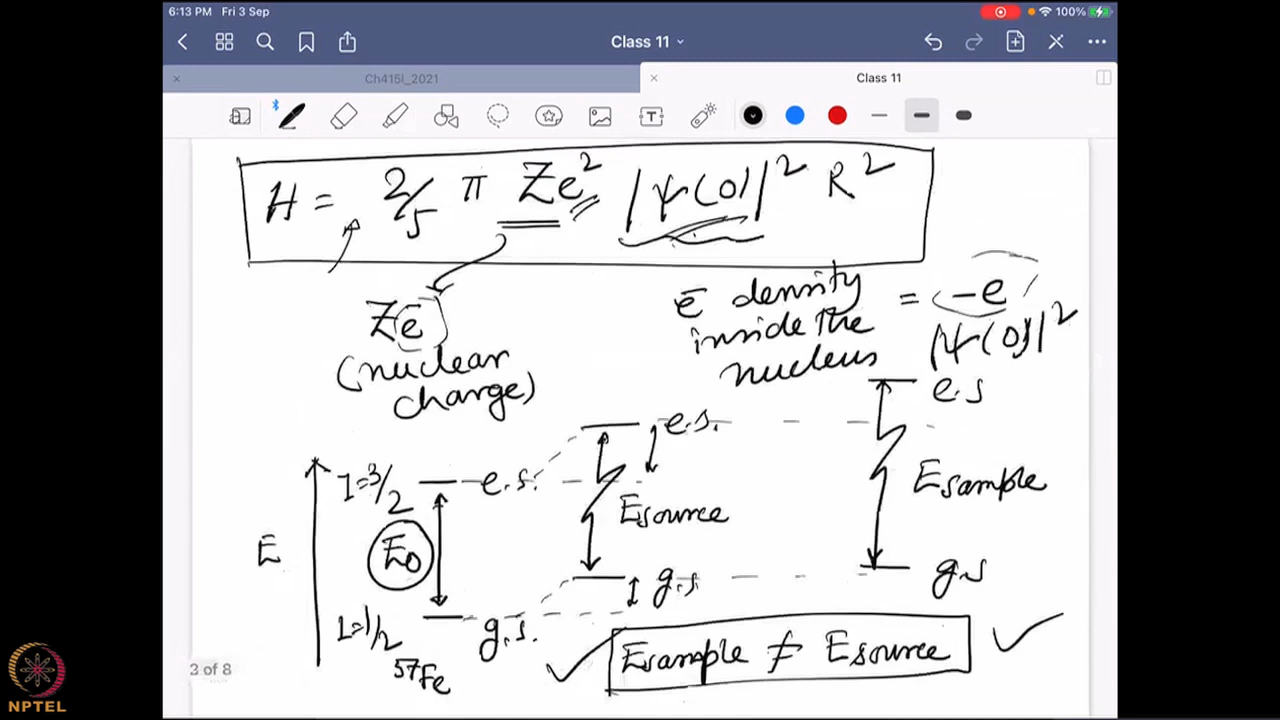 6:13 PM Fri 3 Sep 100%
Class 11
Ch415I_2021 Class 11
H = 2/5 π Ze² |ψ(0)|² R²
Ze
(nuclear
charge)
e̅ density
inside the
nucleus
= -e
|ψ(0)|²
e.s
e.s.
I=3/2 e.s.
Esource
Esample
E
E0
g.s.
g.s
I=1/2 g.s.
57Fe
Esample ≠ Esource
3 of 8
NPTEL